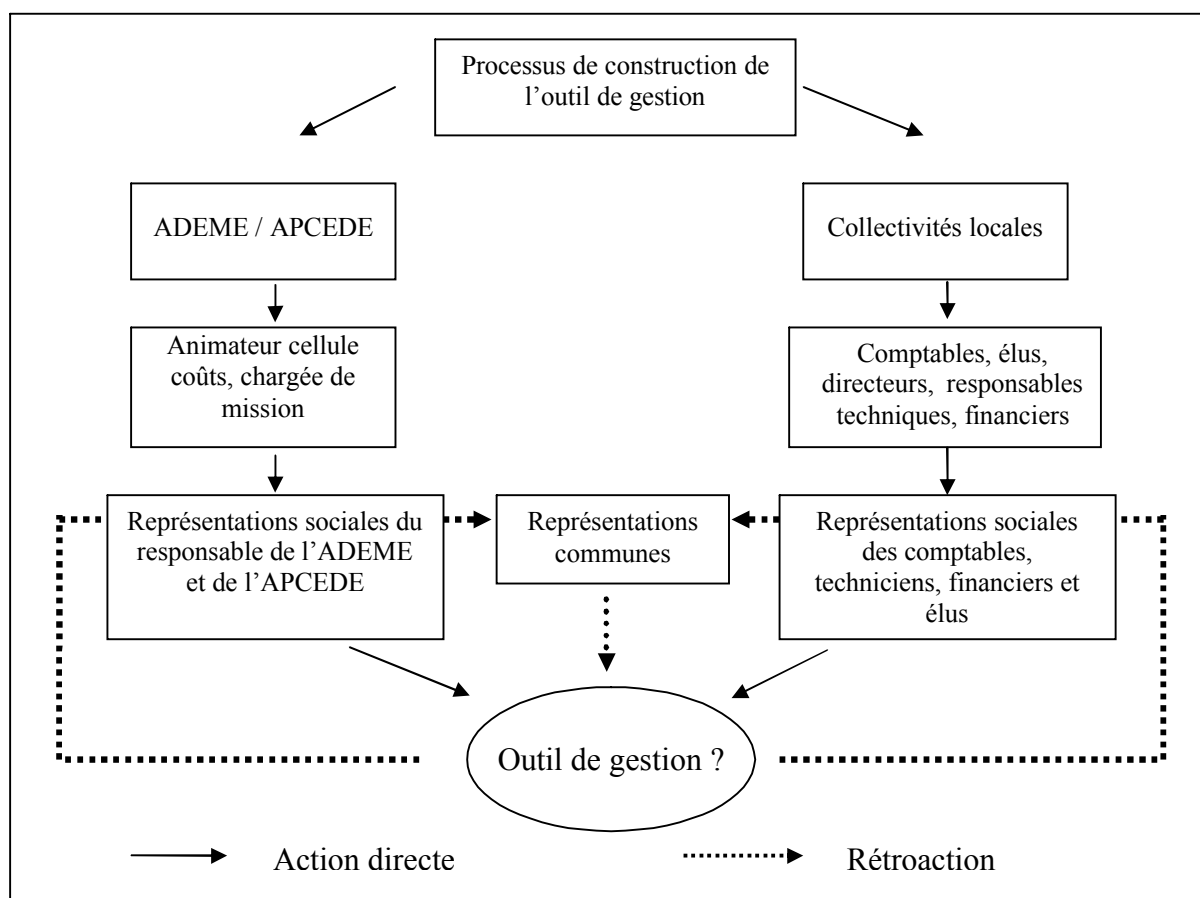 Processus de construction de
l’outil de gestion
ADEME / APCEDE
Collectivités locales
Animateur cellule
coûts, chargée de
mission
Comptables, élus,
directeurs, responsables
techniques, financiers
Représentations sociales du
responsable de l’ADEME
et de l’APCEDE
Représentations
communes
Représentations sociales
des comptables,
techniciens, financiers et
élus
Outil de gestion ?
Action directe
Rétroaction